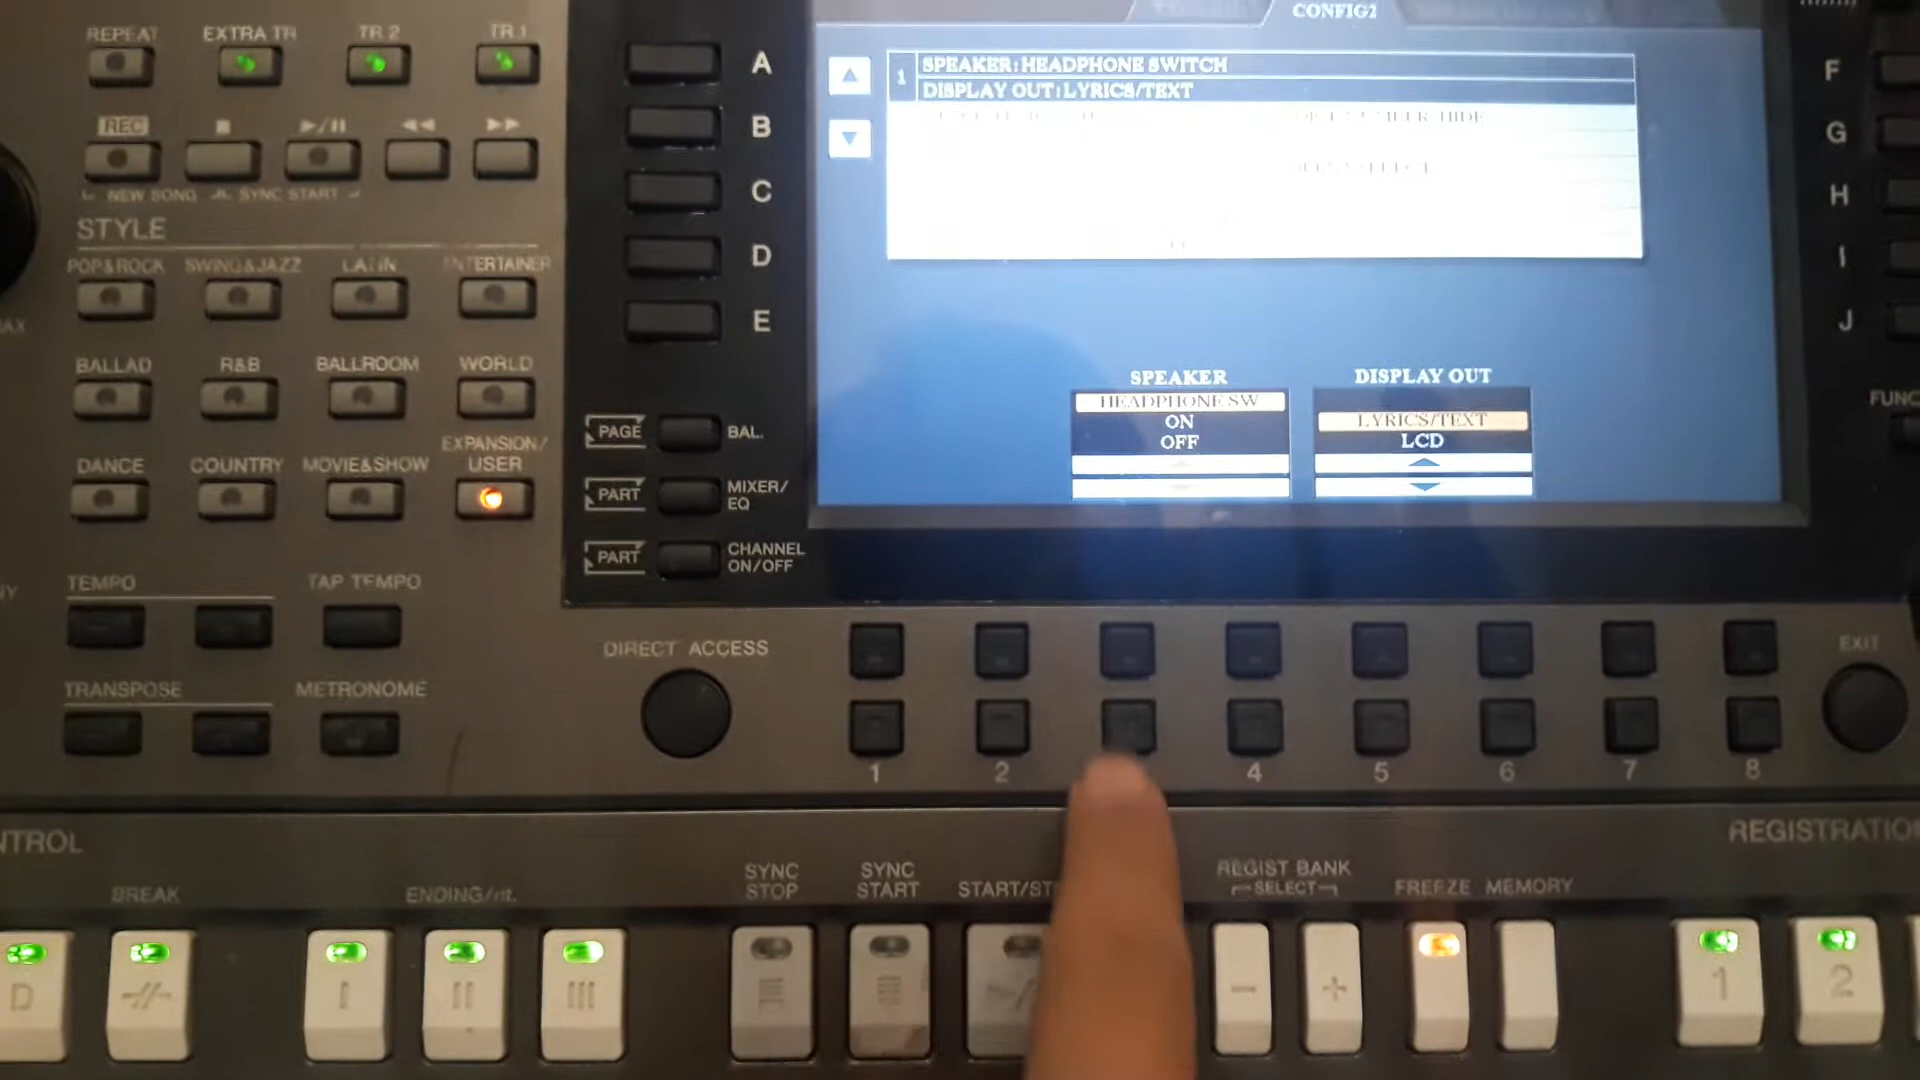 REPEAT EXTRA TR TR 2 TR 1
REC
NEW SONG SYNC START
STYLE
POP&ROCK SWING&JAZZ LATIN ENTERTAINER
BALLAD R&B BALLROOM WORLD
DANCE COUNTRY MOVIE&SHOW EXPANSION/
USER
TEMPO TAP TEMPO
TRANSPOSE METRONOME
A
B
C
D
E
PAGE BAL.
PART MIXER/
EQ
PART CHANNEL
ON/OFF
CONFIG2
1 SPEAKER:HEADPHONE SWITCH
DISPLAY OUT:LYRICS/TEXT
SPEAKER
HEADPHONE SW
ON
OFF
DISPLAY OUT
LYRICS/TEXT
LCD
F
G
H
I
J
FUNC
DIRECT ACCESS
EXIT
1 2 4 5 6 7 8
NTROL
REGISTRATION
BREAK ENDING/rit.
SYNC
STOP
SYNC
START
START/STO
REGIST BANK
SELECT
FREEZE MEMORY
D I II III - + 1 2